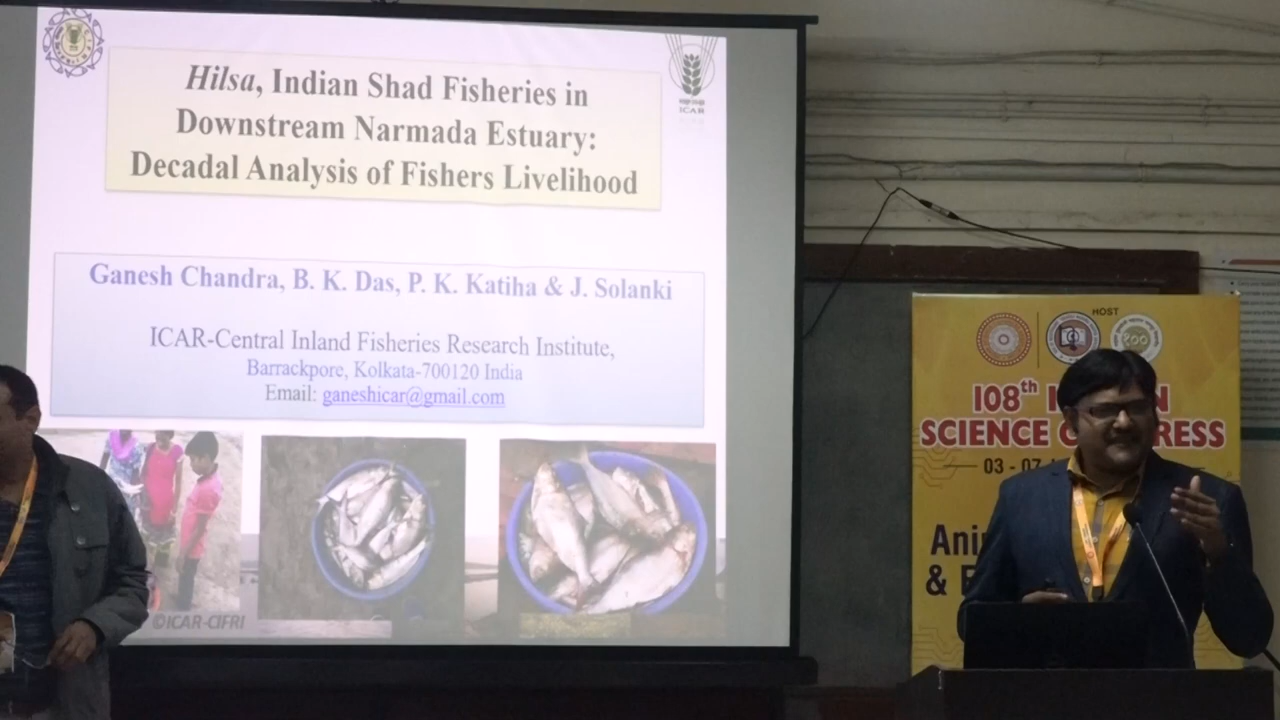 Hilsa, Indian Shad Fisheries in
Downstream Narmada Estuary:
Decadal Analysis of Fishers Livelihood
ICAR
Ganesh Chandra, B. K. Das, P. K. Katiha & J. Solanki
ICAR-Central Inland Fisheries Research Institute,
Barrackpore, Kolkata-700120 India
Email: ganeshicar@gmail.com
©ICAR-CIFRI
HOST
108th
SCIENCE
03 - 07
&